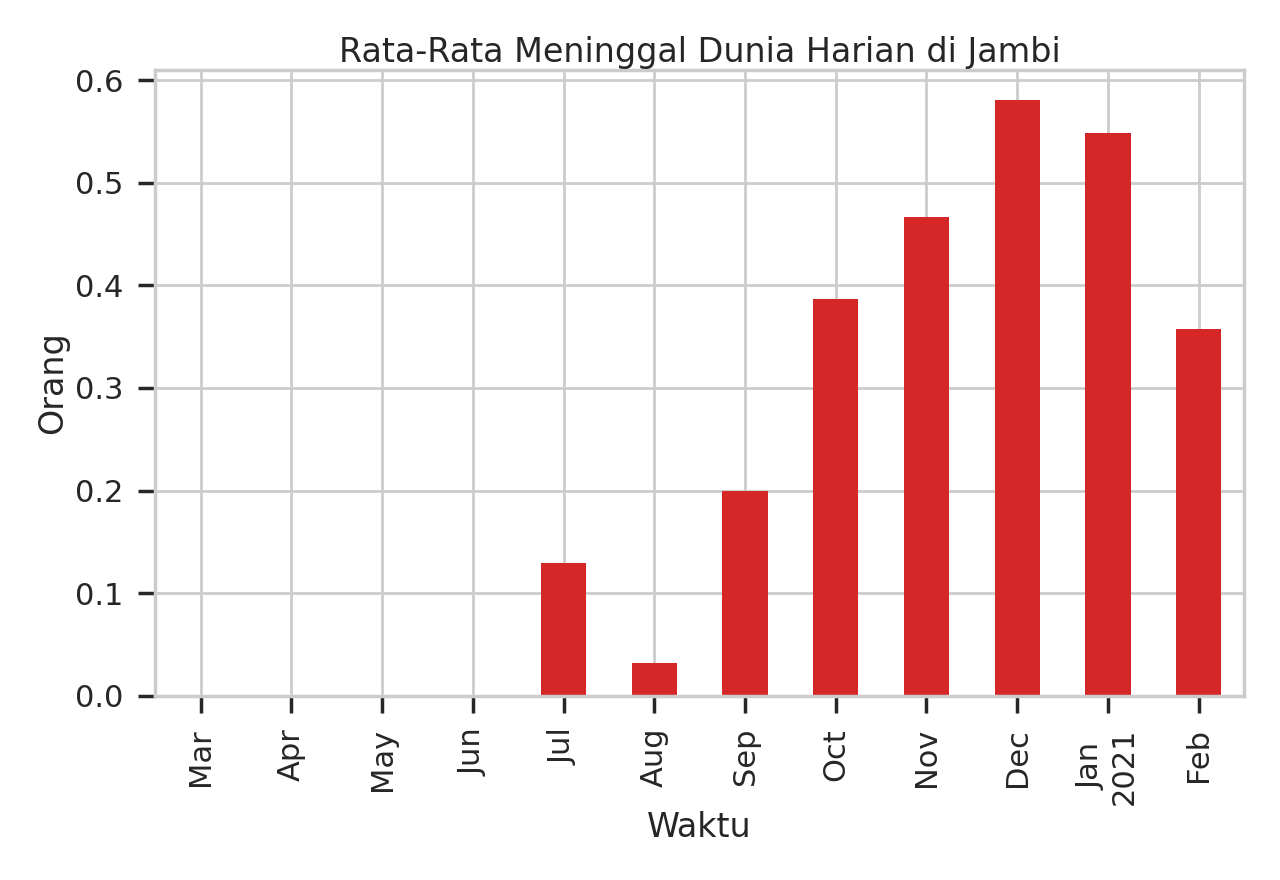 Rata-Rata Meninggal Dunia Harian di Jambi
0.6
0.5
0.4
0.3
0.2
0.1
0.0
Orang
Mar
Apr
May
Jun
Jul
Aug
Sep
Oct
Nov
Dec
Jan
2021
Feb
Waktu